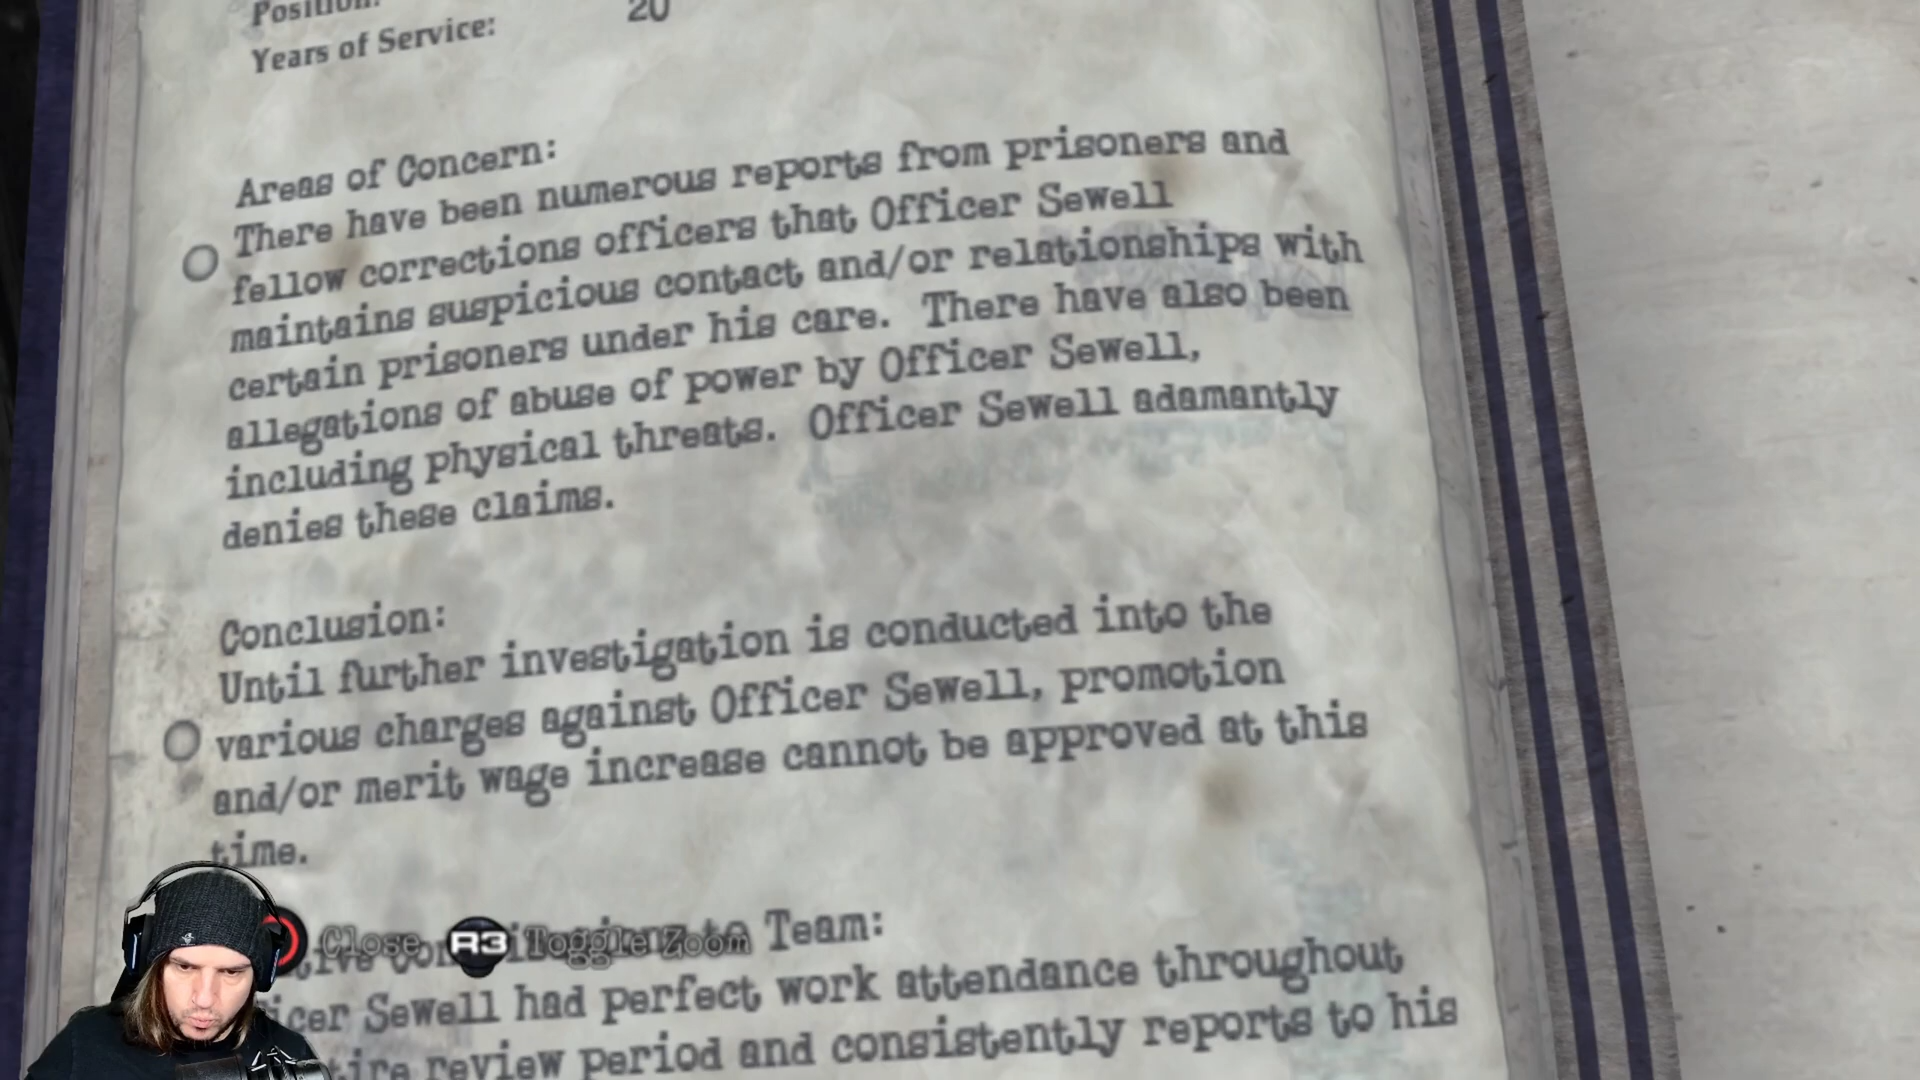 Position:
Years of Service: 20
Areas of Concern:
There have been numerous reports from prisoners and
fellow corrections officers that Officer Sewell
maintains suspicious contact and/or relationships with
certain prisoners under his care. There have also been
allegations of abuse of power by Officer Sewell,
including physical threats. Officer Sewell adamantly
denies these claims.
Conclusion:
Until further investigation is conducted into the
various charges against Officer Sewell, promotion
and/or merit wage increase cannot be approved at this
time.
Close R3 Toggle Zoom
to Team:
Sewell had perfect work attendance throughout
review period and consistently reports to his